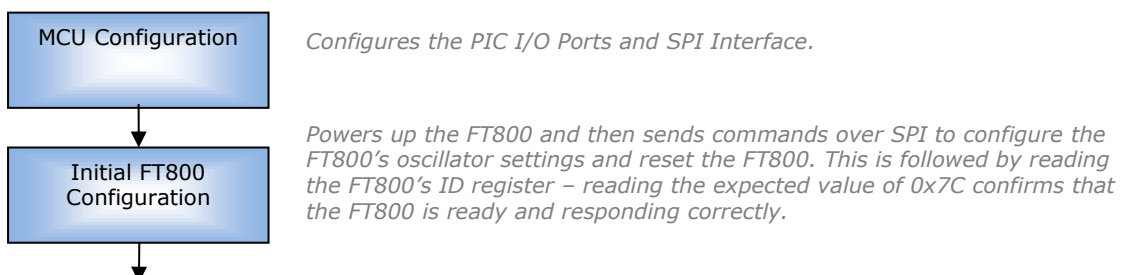 MCU Configuration
Configures the PIC I/O Ports and SPI Interface.
Initial FT800
Configuration
Powers up the FT800 and then sends commands over SPI to configure the
FT800's oscillator settings and reset the FT800. This is followed by reading
the FT800's ID register – reading the expected value of 0x7C confirms that
the FT800 is ready and responding correctly.